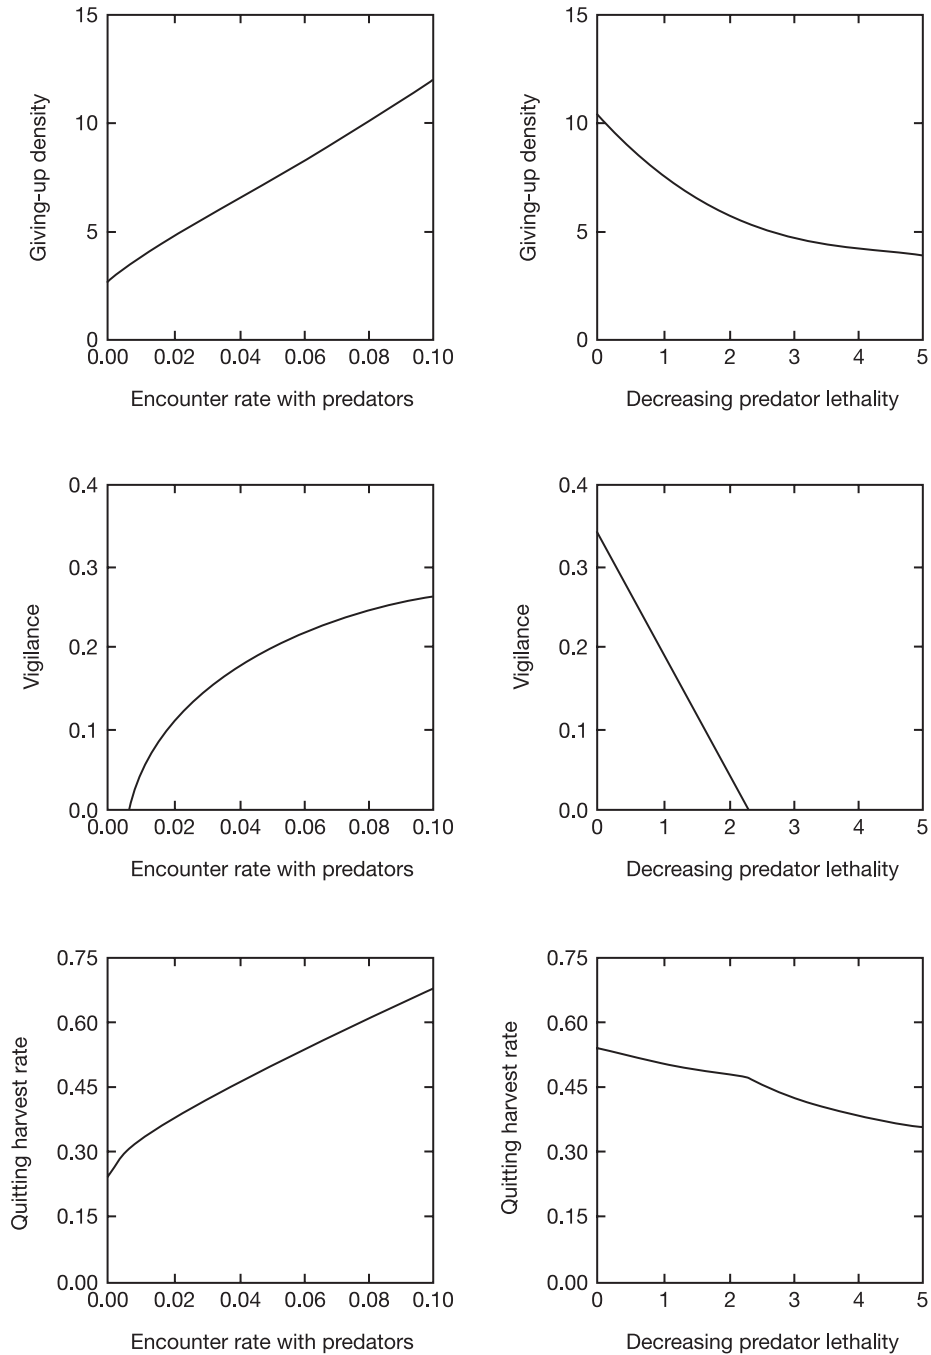 15
10
5
0
Giving-up density
0.00 0.02 0.04 0.06 0.08 0.10
Encounter rate with predators
15
10
5
0
Giving-up density
0 1 2 3 4 5
Decreasing predator lethality
0.4
0.3
0.2
0.1
0.0
Vigilance
0.00 0.02 0.04 0.06 0.08 0.10
Encounter rate with predators
0.4
0.3
0.2
0.1
0.0
Vigilance
0 1 2 3 4 5
Decreasing predator lethality
0.75
0.60
0.45
0.30
0.15
0.00
Quitting harvest rate
0.00 0.02 0.04 0.06 0.08 0.10
Encounter rate with predators
0.75
0.60
0.45
0.30
0.15
0.00
Quitting harvest rate
0 1 2 3 4 5
Decreasing predator lethality